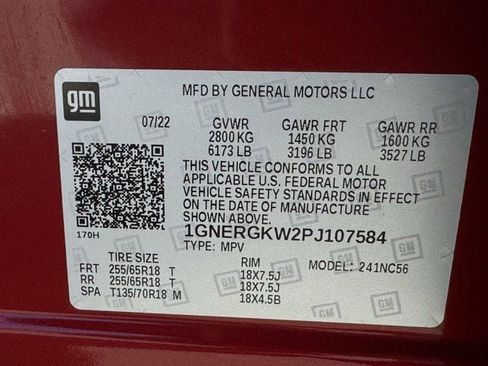 gm
MFD BY GENERAL MOTORS LLC
07/22 GVWR GAWR FRT GAWR RR
2800 KG 1450 KG 1600 KG
6173 LB 3196 LB 3527 LB
THIS VEHICLE CONFORMS TO ALL
APPLICABLE U.S. FEDERAL MOTOR
VEHICLE SAFETY STANDARDS IN EFFECT
ON THE DATE OF MANUFACTURE
SHOWN ABOVE.
1GNERGKW2PJ107584
170H TYPE: MPV MODEL: 241NC56
TIRE SIZE RIM
FRT 255/65R18 T 18X7.5J
RR 255/65R18 T 18X7.5J
SPA T135/70R18 M 18X4.5B